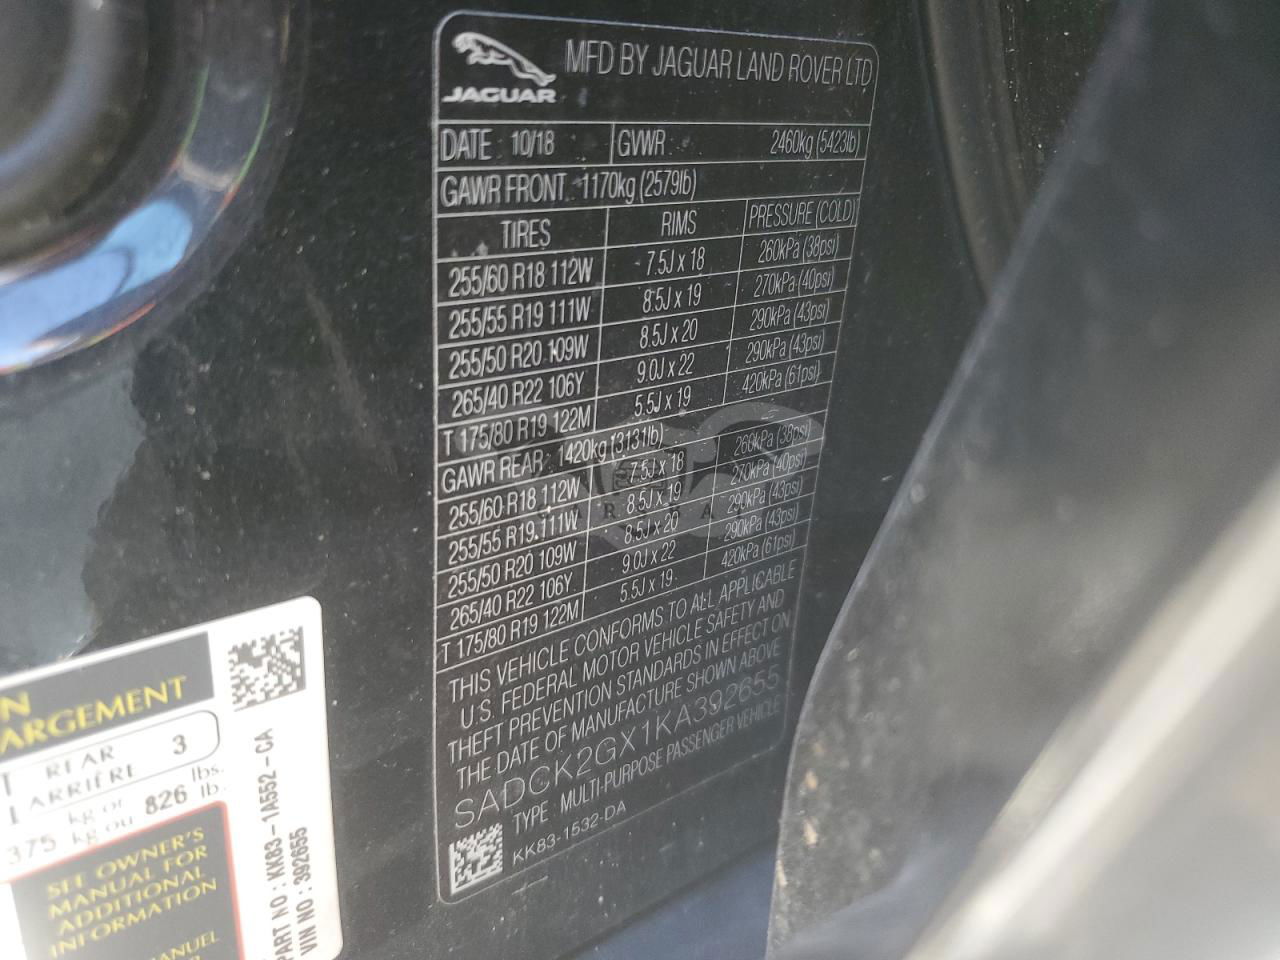 JAGUAR
MFD BY JAGUAR LAND ROVER LTD
DATE 10/18 GVWR: 2460kg (5423lb)
GAWR FRONT 1170kg (2579lb)
TIRES RIMS PRESSURE (COLD)
255/60 R18 112W 7.5J x 18 260kPa (38psi)
255/55 R19 111W 8.5J x 19 270kPa (40psi)
255/50 R20 109W 8.5J x 20 290kPa (43psi)
265/40 R22 106Y 9.0J x 22 290kPa (43psi)
T 175/80 R19 122M 5.5J x 19 420kPa (61psi)
GAWR REAR 1420kg (3131lb)
255/60 R18 112W 7.5J x 18 260kPa (38psi)
255/55 R19 111W 8.5J x 19 270kPa (40psi)
255/50 R20 109W 8.5J x 20 290kPa (43psi)
265/40 R22 106Y 9.0J x 22 290kPa (43psi)
T 175/80 R19 122M 5.5J x 19 420kPa (61psi)
THIS VEHICLE CONFORMS TO ALL APPLICABLE
U.S. FEDERAL MOTOR VEHICLE SAFETY AND
THEFT PREVENTION STANDARDS IN EFFECT ON
THE DATE OF MANUFACTURE SHOWN ABOVE
SADCK2GX1KA392655
TYPE MULTI-PURPOSE PASSENGER VEHICLE
KK83-1532-DA
N
ARGEMENT
T REAR 3
ARRIÈRE
375 kg or 826 lbs.
kg ou lb.
SEE OWNER'S
MANUAL FOR
ADDITIONAL
INFORMATION
MANUEL
PART NO : KK83-1A552-CA
VIN NO : 392655